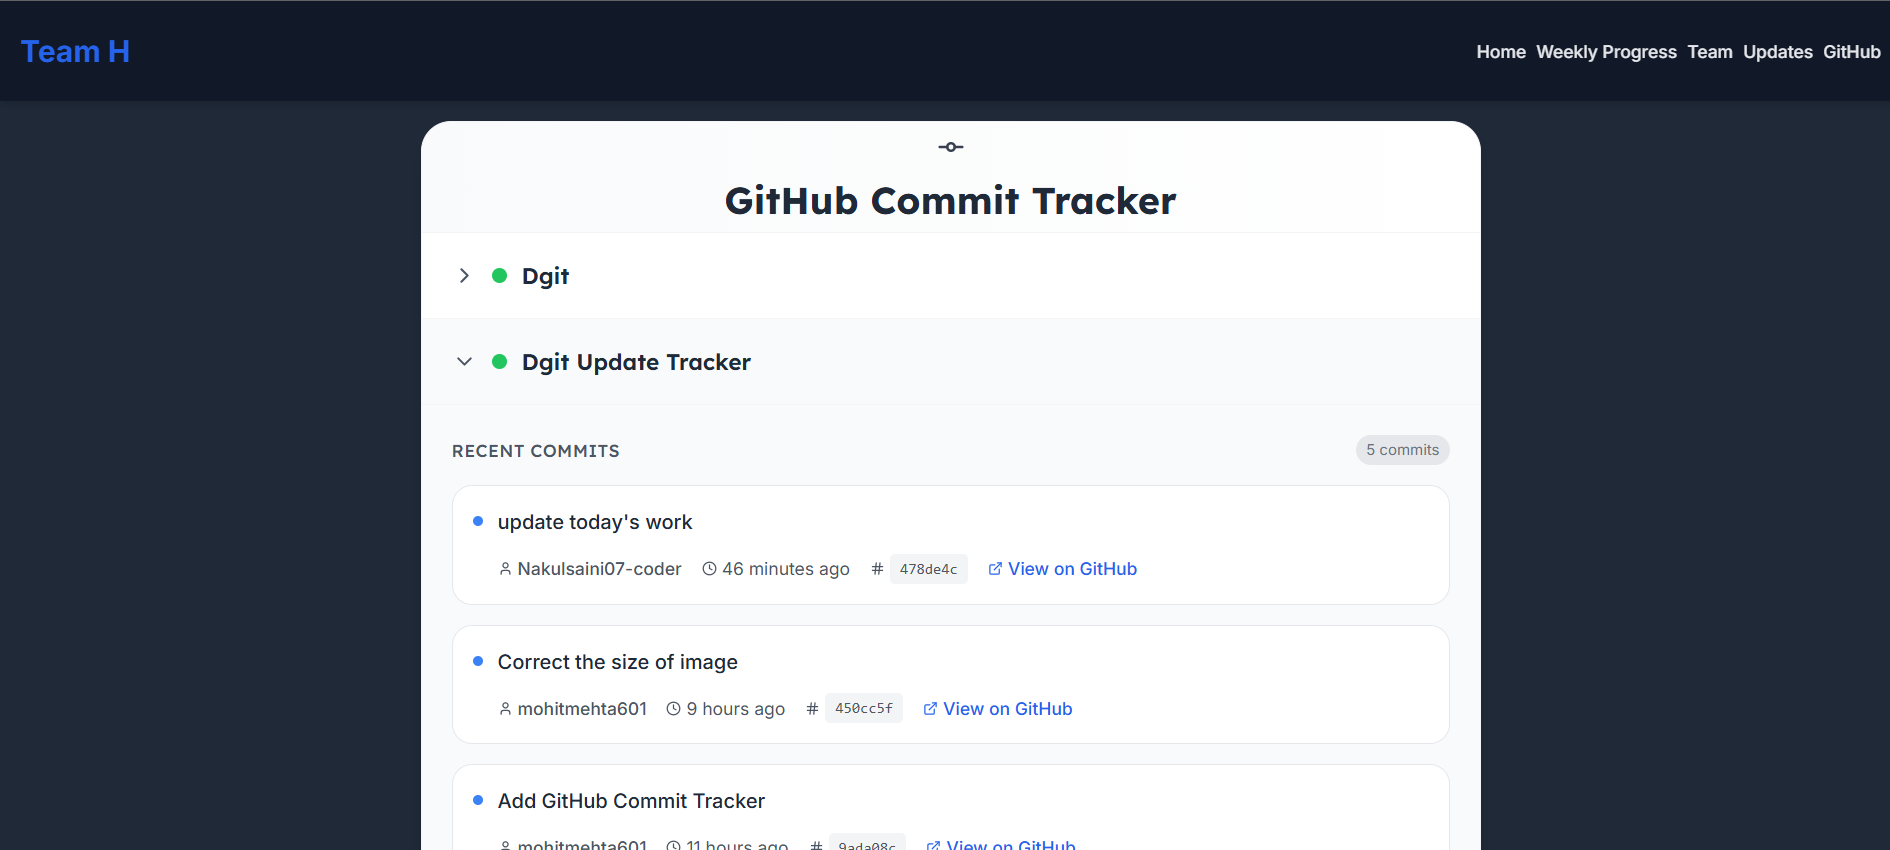 Team H
Home Weekly Progress Team Updates GitHub
GitHub Commit Tracker
Dgit
Dgit Update Tracker
RECENT COMMITS
5 commits
update today's work
Nakulsaini07-coder 46 minutes ago # 478de4c View on GitHub
Correct the size of image
mohitmehta601 9 hours ago # 450cc5f View on GitHub
Add GitHub Commit Tracker
mohitmehta601 11 hours ago # 9ada08c View on GitHub